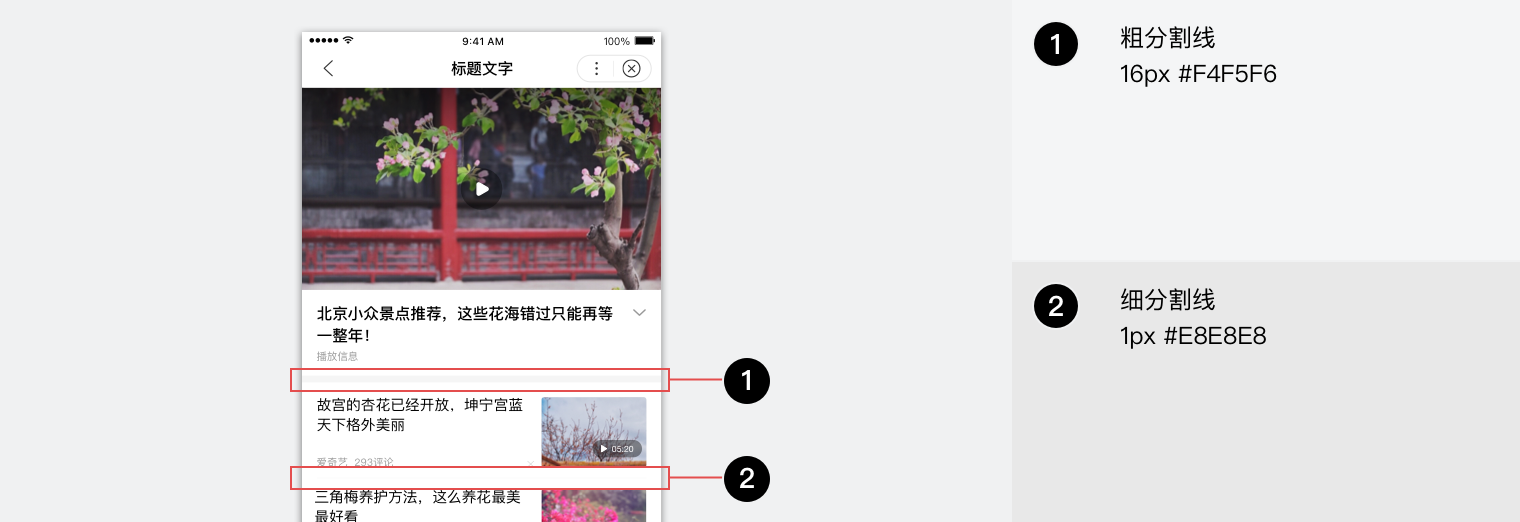 9:41 AM
100%
标题文字
北京小众景点推荐，这些花海错过只能再等
一整年！
播放信息
1
故宫的杏花已经开放，坤宁宫蓝
天下格外美丽
05:20
爱奇艺 293评论
2
三角梅养护方法，这么养花最美
最好看
1
粗分割线
16px #F4F5F6
2
细分割线
1px #E8E8E8